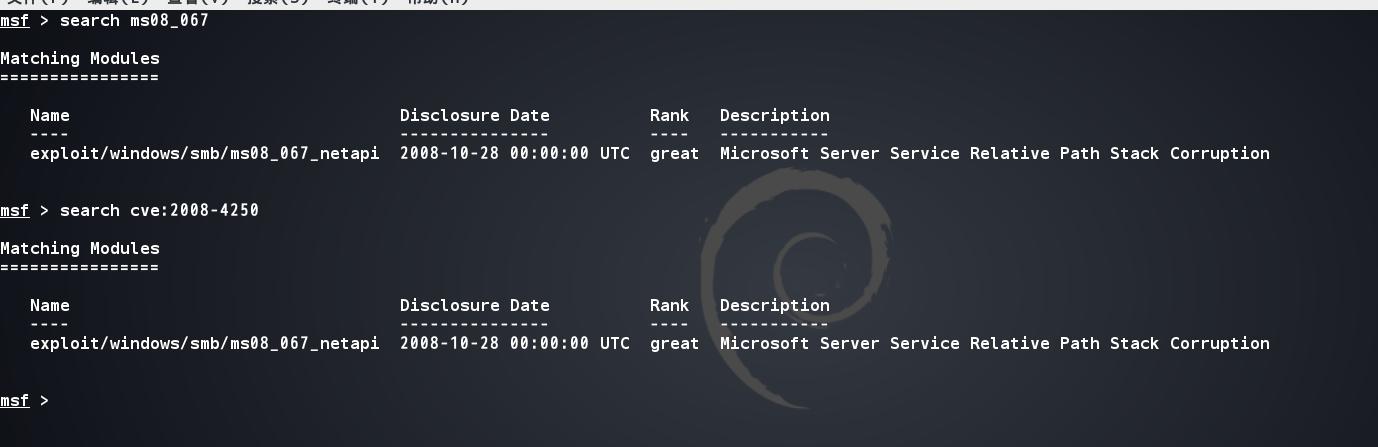 msf > search ms08_067
Matching Modules
================
Name Disclosure Date Rank Description
---- --------------- ---- -----------
exploit/windows/smb/ms08_067_netapi 2008-10-28 00:00:00 UTC great Microsoft Server Service Relative Path Stack Corruption
msf > search cve:2008-4250
Matching Modules
================
Name Disclosure Date Rank Description
---- --------------- ---- -----------
exploit/windows/smb/ms08_067_netapi 2008-10-28 00:00:00 UTC great Microsoft Server Service Relative Path Stack Corruption
msf >